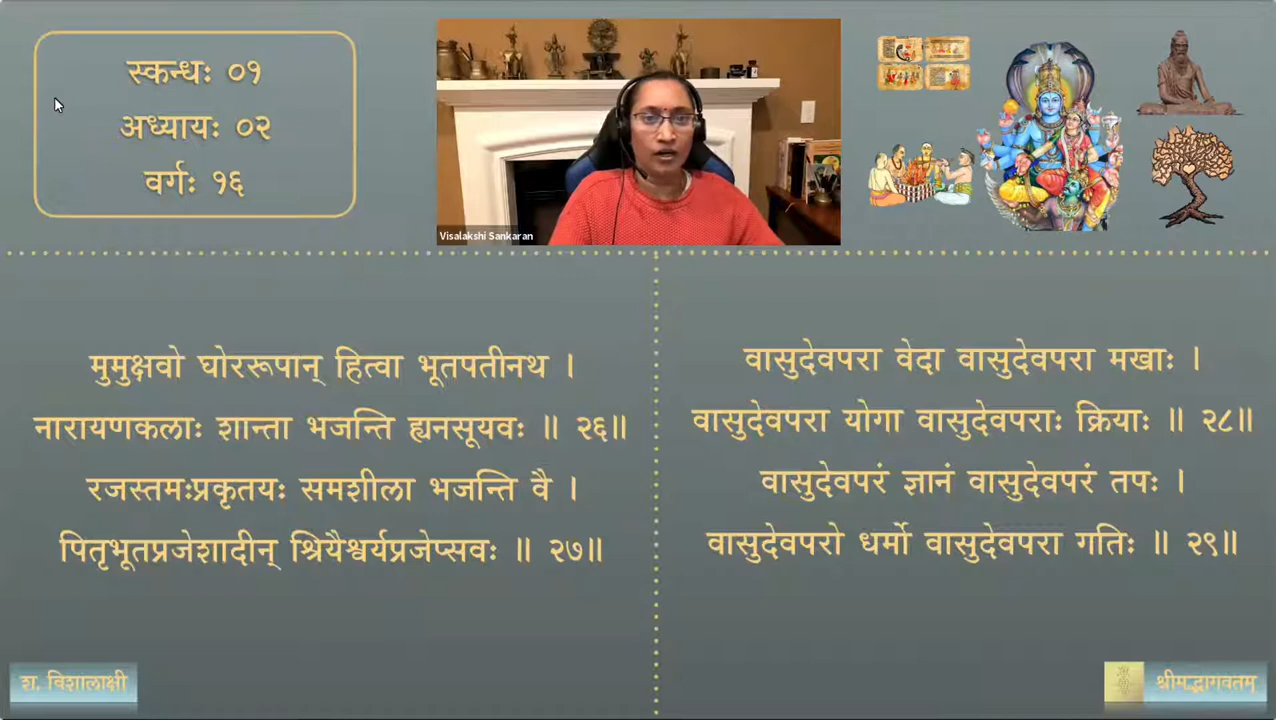 स्कन्धः ०१
अध्यायः ०२
वर्गः १६
Visalakshi Sankaran
मुमुक्षवो घोररूपान् हित्वा भूतपतीनथ ।
नारायणकलाः शान्ता भजन्ति ह्यनसूयवः ॥ २६॥
रजस्तमःप्रकृतयः समशीला भजन्ति वै ।
पितृभूतप्रजेशादीन् श्रियैश्वर्यप्रजेप्सवः ॥ २७॥
वासुदेवपरा वेदा वासुदेवपरा मखाः ।
वासुदेवपरा योगा वासुदेवपराः क्रियाः ॥ २८॥
वासुदेवपरं ज्ञानं वासुदेवपरं तपः ।
वासुदेवपरो धर्मो वासुदेवपरा गतिः ॥ २९॥
श. विशालाक्षी
श्रीमद्भागवतम्